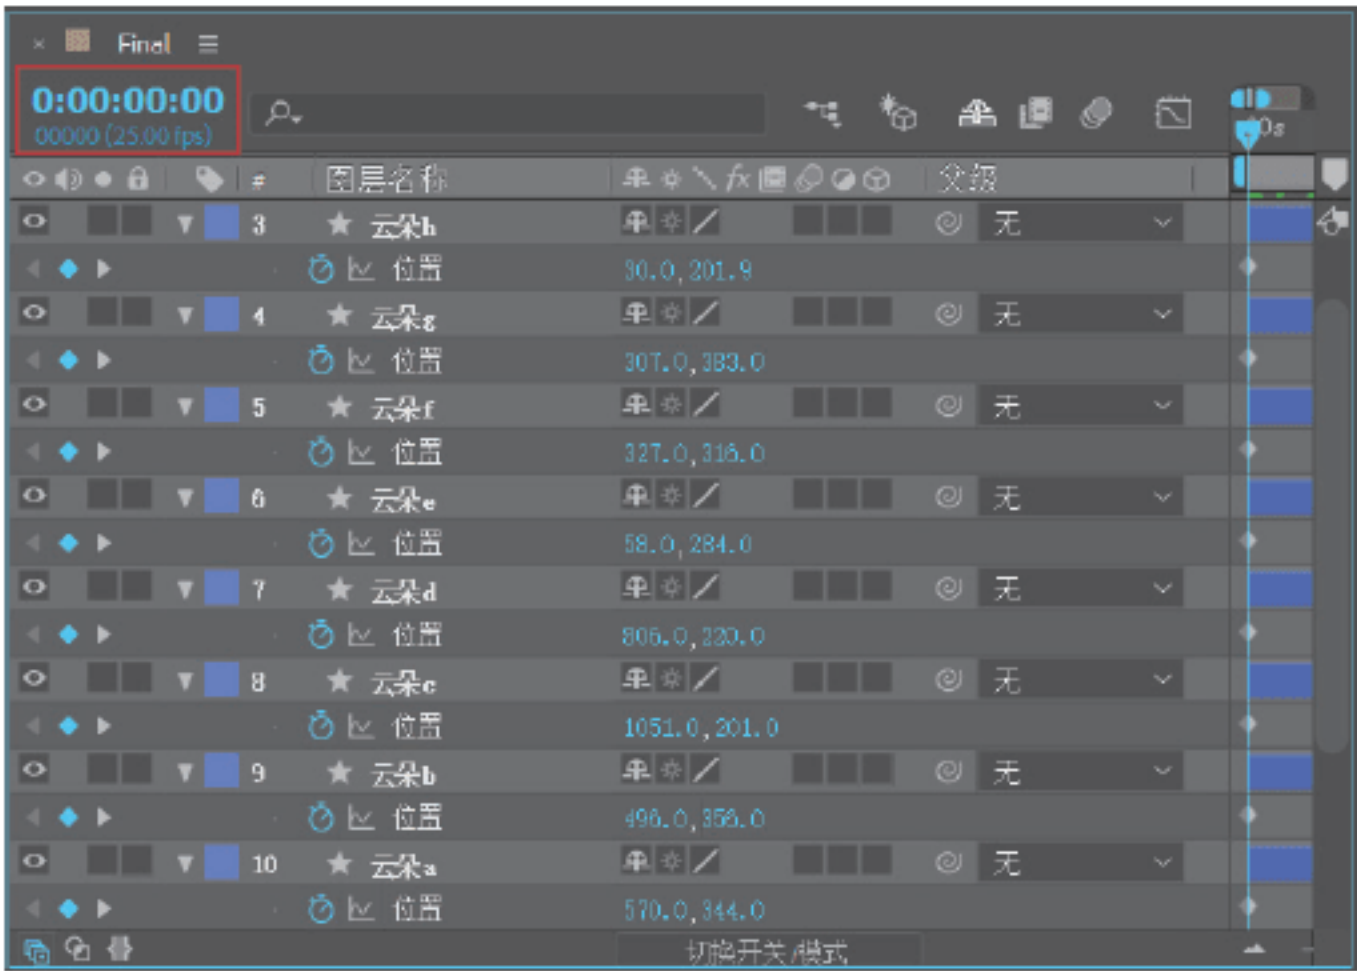 Final
0:00:00:00
00000 (25.00 fps)
10s
# 图层名称 fx 父级
3 云朵h 无
位置 30.0,201.9
4 云朵g 无
位置 307.0,383.0
5 云朵f 无
位置 327.0,316.0
6 云朵e 无
位置 58.0,284.0
7 云朵d 无
位置 806.0,220.0
8 云朵c 无
位置 1051.0,201.0
9 云朵b 无
位置 496.0,356.0
10 云朵a 无
位置 570.0,344.0
切换开关/模式